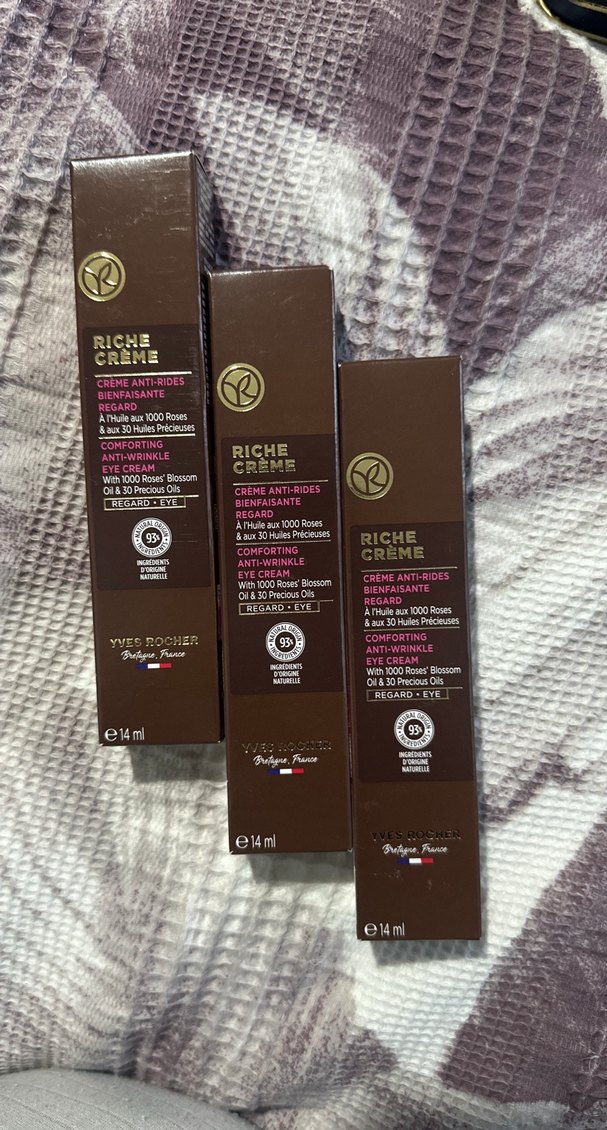 RICHE
CRÈME
CRÈME ANTI-RIDES
BIENFAISANTE
REGARD
À l'Huile aux 1000 Roses
& aux 30 Huiles Précieuses
COMFORTING
ANTI-WRINKLE
EYE CREAM
With 1000 Roses' Blossom
Oil & 30 Precious Oils
REGARD • EYE
NATURAL ORIGIN
93%
INGREDIENTS
INGRÉDIENTS
D'ORIGINE
NATURELLE
YVES ROCHER
Bretagne, France
℮ 14 ml
RICHE
CRÈME
CRÈME ANTI-RIDES
BIENFAISANTE
REGARD
À l'Huile aux 1000 Roses
& aux 30 Huiles Précieuses
COMFORTING
ANTI-WRINKLE
EYE CREAM
With 1000 Roses' Blossom
Oil & 30 Precious Oils
REGARD • EYE
NATURAL ORIGIN
93%
INGREDIENTS
INGRÉDIENTS
D'ORIGINE
NATURELLE
YVES ROCHER
Bretagne, France
℮ 14 ml
RICHE
CRÈME
CRÈME ANTI-RIDES
BIENFAISANTE
REGARD
À l'Huile aux 1000 Roses
& aux 30 Huiles Précieuses
COMFORTING
ANTI-WRINKLE
EYE CREAM
With 1000 Roses' Blossom
Oil & 30 Precious Oils
REGARD • EYE
NATURAL ORIGIN
93%
INGREDIENTS
INGRÉDIENTS
D'ORIGINE
NATURELLE
YVES ROCHER
Bretagne, France
℮ 14 ml